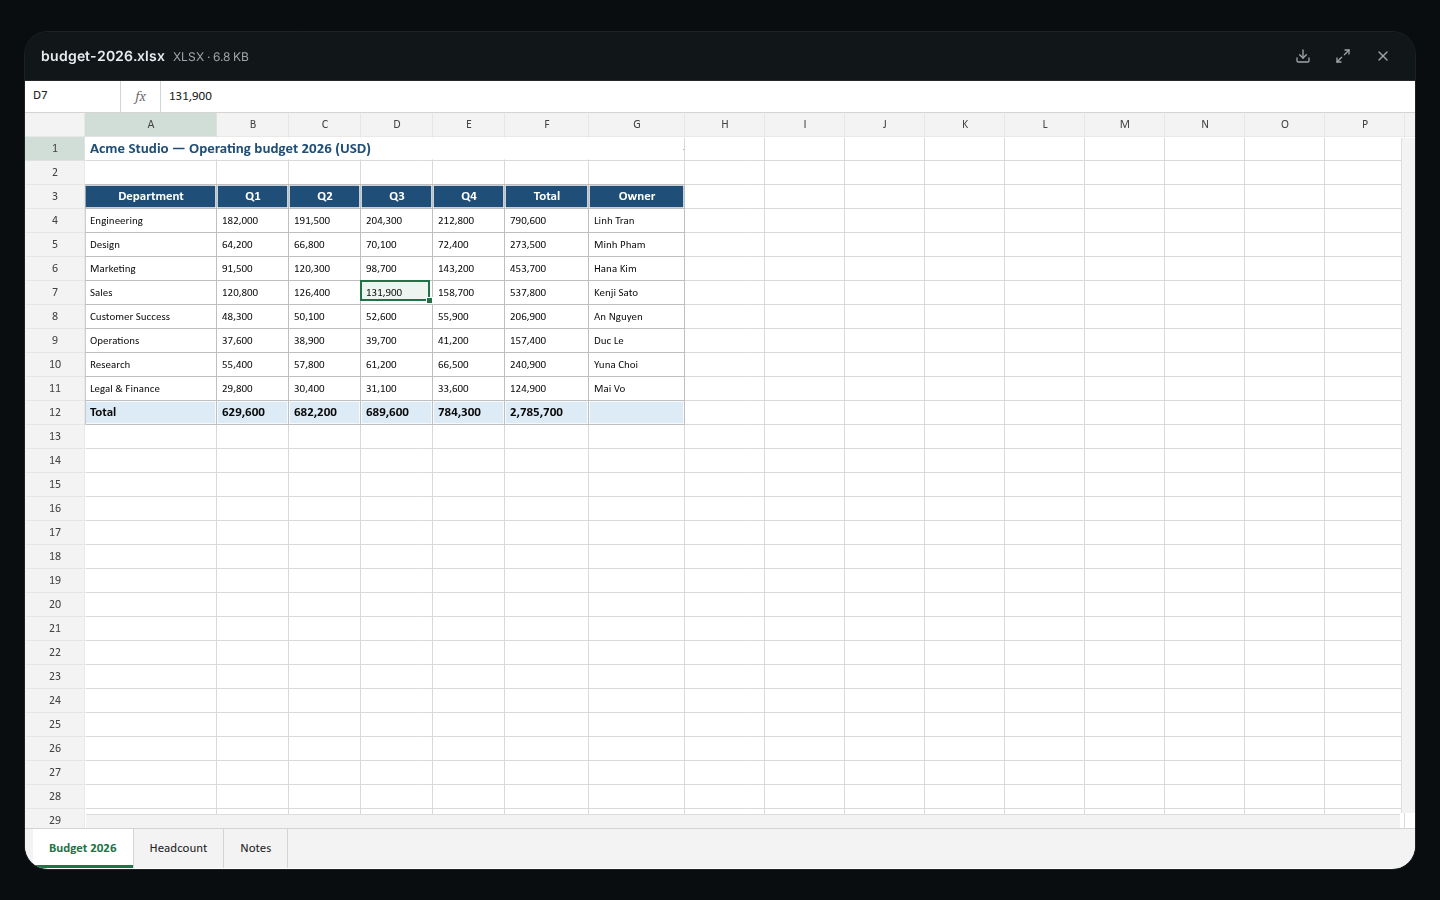 budget-2026.xlsx XLSX · 6.8 KB
D7 fx 131,900
A B C D E F G H I J K L M N O P
1 Acme Studio — Operating budget 2026 (USD)
2
3 Department Q1 Q2 Q3 Q4 Total Owner
4 Engineering 182,000 191,500 204,300 212,800 790,600 Linh Tran
5 Design 64,200 66,800 70,100 72,400 273,500 Minh Pham
6 Marketing 91,500 120,300 98,700 143,200 453,700 Hana Kim
7 Sales 120,800 126,400 131,900 158,700 537,800 Kenji Sato
8 Customer Success 48,300 50,100 52,600 55,900 206,900 An Nguyen
9 Operations 37,600 38,900 39,700 41,200 157,400 Duc Le
10 Research 55,400 57,800 61,200 66,500 240,900 Yuna Choi
11 Legal & Finance 29,800 30,400 31,100 33,600 124,900 Mai Vo
12 Total 629,600 682,200 689,600 784,300 2,785,700
13
14
15
16
17
18
19
20
21
22
23
24
25
26
27
28
29
Budget 2026 Headcount Notes